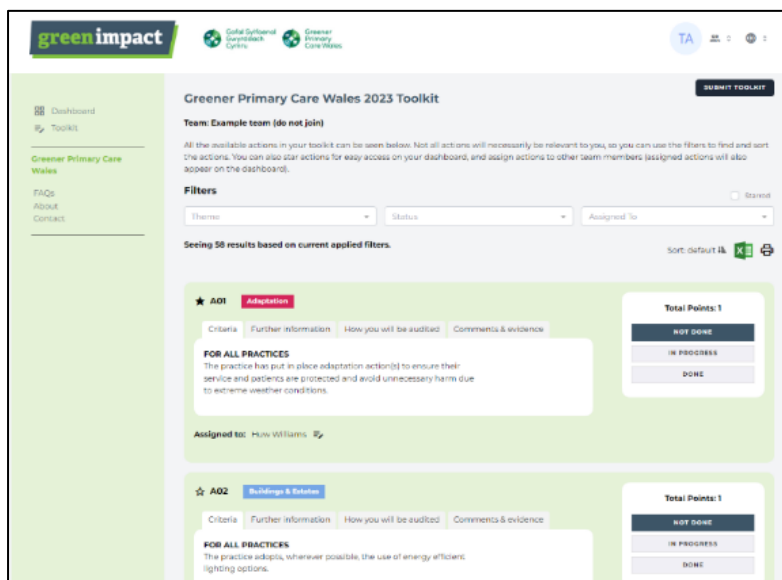 greenimpact
Gofal Sylfaenol
Gwyrddach
Cymru
Greener
Primary
Care Wales
TA
SUBMIT TOOLKIT
Dashboard
Toolkit
Greener Primary Care
Wales
FAQs
About
Contact
Greener Primary Care Wales 2023 Toolkit
Team: Example team (do not join)
All the available actions in your toolkit can be seen below. Not all actions will necessarily be relevant to you, so you can use the filters to find and sort
the actions. You can also star actions for easy access on your dashboard, and assign actions to other team members (assigned actions will also
appear on the dashboard).
Filters
Starred
Theme
Status
Assigned To
Seeing 58 results based on current applied filters.
Sort: default
A01
Adaptation
Criteria
Further information
How you will be audited
Comments & evidence
FOR ALL PRACTICES
The practice has put in place adaptation action(s) to ensure their
service and patients are protected and avoid unnecessary harm due
to extreme weather conditions.
Assigned to: Huw Williams
Total Points: 1
NOT DONE
IN PROGRESS
DONE
A02
Buildings & Estates
Criteria
Further information
How you will be audited
Comments & evidence
FOR ALL PRACTICES
The practice adopts, wherever possible, the use of energy efficient
lighting options.
Total Points: 1
NOT DONE
IN PROGRESS
DONE